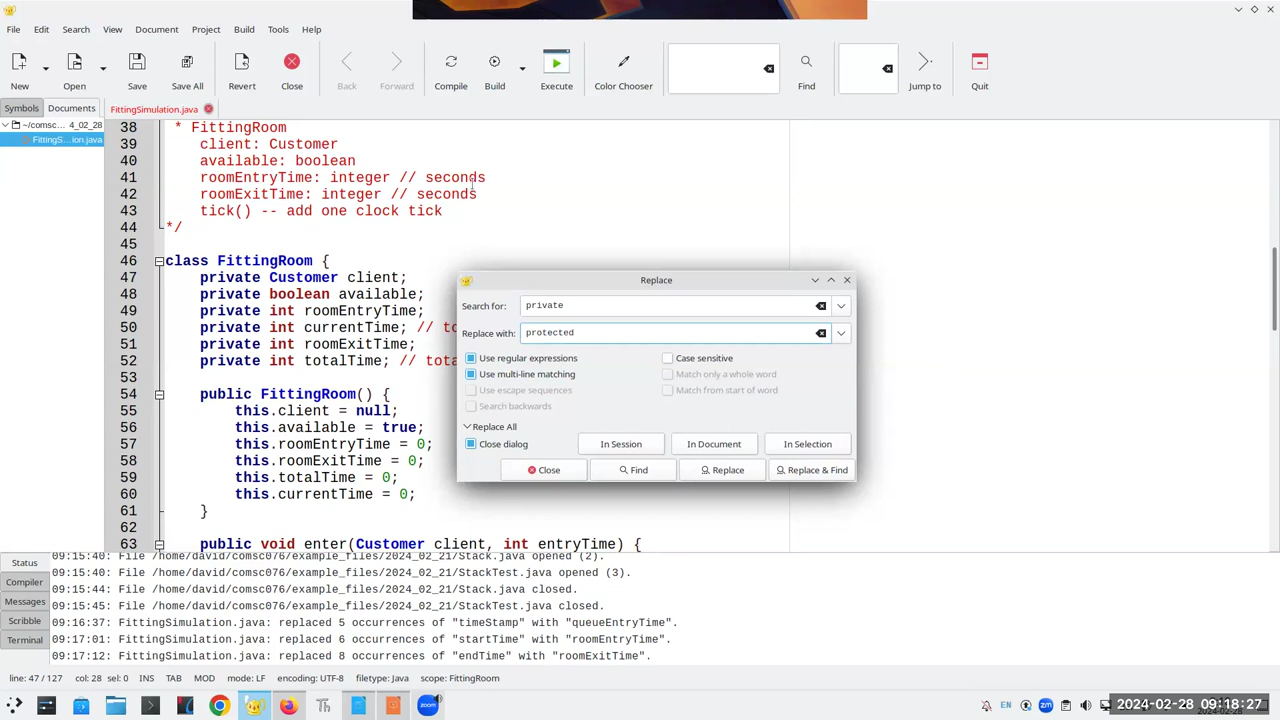 File Edit Search View Document Project Build Tools Help
New Open Save Save All Revert Close Back Forward Compile Build Execute Color Chooser Find Jump to Quit
Symbols Documents FittingSimulation.java
~/comsc... 4_02_28
FittingS...ion.java
38 * FittingRoom
39 client: Customer
40 available: boolean
41 roomEntryTime: integer // seconds
42 roomExitTime: integer // seconds
43 tick() -- add one clock tick
44 */
45
46 class FittingRoom {
47 private Customer client;
48 private boolean available;
49 private int roomEntryTime;
50 private int currentTime; // to
51 private int roomExitTime;
52 private int totalTime; // tota
53
54 public FittingRoom() {
55 this.client = null;
56 this.available = true;
57 this.roomEntryTime = 0;
58 this.roomExitTime = 0;
59 this.totalTime = 0;
60 this.currentTime = 0;
61 }
62
63 public void enter(Customer client, int entryTime) {
Replace
Search for: private
Replace with: protected
Use regular expressions Case sensitive
Use multi-line matching Match only a whole word
Use escape sequences Match from start of word
Search backwards
Replace All
Close dialog In Session In Document In Selection
Close Find Replace Replace & Find
Status
Compiler
Messages
Scribble
Terminal
09:15:40: File /home/david/comsc076/example_files/2024_02_21/Stack.java opened (2).
09:15:40: File /home/david/comsc076/example_files/2024_02_21/StackTest.java opened (3).
09:15:44: File /home/david/comsc076/example_files/2024_02_21/Stack.java closed.
09:15:45: File /home/david/comsc076/example_files/2024_02_21/StackTest.java closed.
09:16:37: FittingSimulation.java: replaced 5 occurrences of "timeStamp" with "queueEntryTime".
09:17:01: FittingSimulation.java: replaced 6 occurrences of "startTime" with "roomEntryTime".
09:17:12: FittingSimulation.java: replaced 8 occurrences of "endTime" with "roomExitTime".
line: 47 / 127 col: 28 sel: 0 INS TAB MOD mode: LF encoding: UTF-8 filetype: Java scope: FittingRoom
Th zoom EN zm 2024-02-28 09:18:27